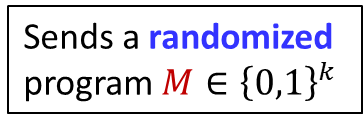 Sends a randomized
program M ∈ {0,1}^k